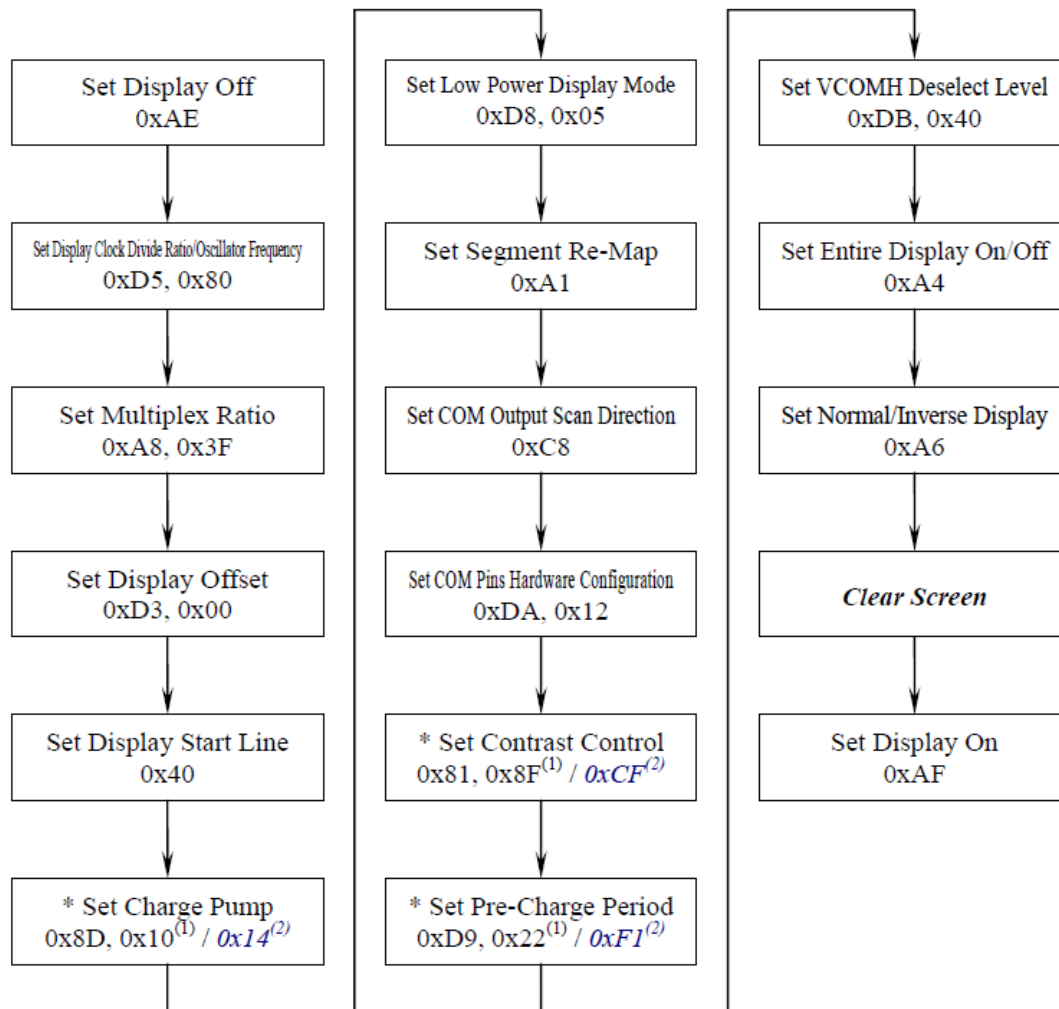 Set Display Off
0xAE
Set Display Clock Divide Ratio/Oscillator Frequency
0xD5, 0x80
Set Multiplex Ratio
0xA8, 0x3F
Set Display Offset
0xD3, 0x00
Set Display Start Line
0x40
* Set Charge Pump
0x8D, 0x10(1) / 0x14(2)
Set Low Power Display Mode
0xD8, 0x05
Set Segment Re-Map
0xA1
Set COM Output Scan Direction
0xC8
Set COM Pins Hardware Configuration
0xDA, 0x12
* Set Contrast Control
0x81, 0x8F(1) / 0xCF(2)
* Set Pre-Charge Period
0xD9, 0x22(1) / 0xF1(2)
Set VCOMH Deselect Level
0xDB, 0x40
Set Entire Display On/Off
0xA4
Set Normal/Inverse Display
0xA6
Clear Screen
Set Display On
0xAF